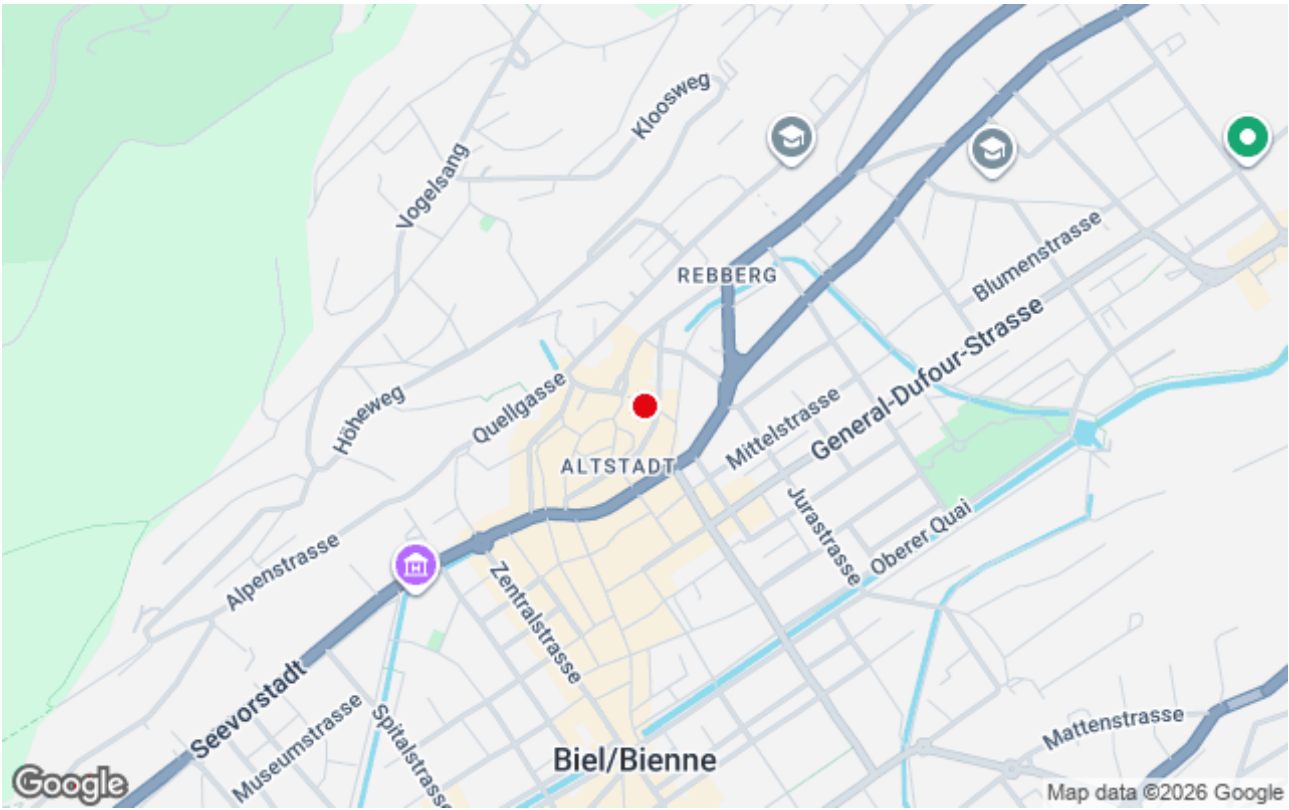 Kloosweg
Vogelsang
REBBERG
Blumenstrasse
General-Dufour-Strasse
Höheweg
Quellgasse
Mittelstrasse
ALTSTADT
Jurastrasse
Oberer Quai
Alpenstrasse
Zentralstrasse
Seevorstadt
Museumstrasse
Spitalstrasse
Mattenstrasse
Biel/Bienne
Google
Map data ©2026 Google